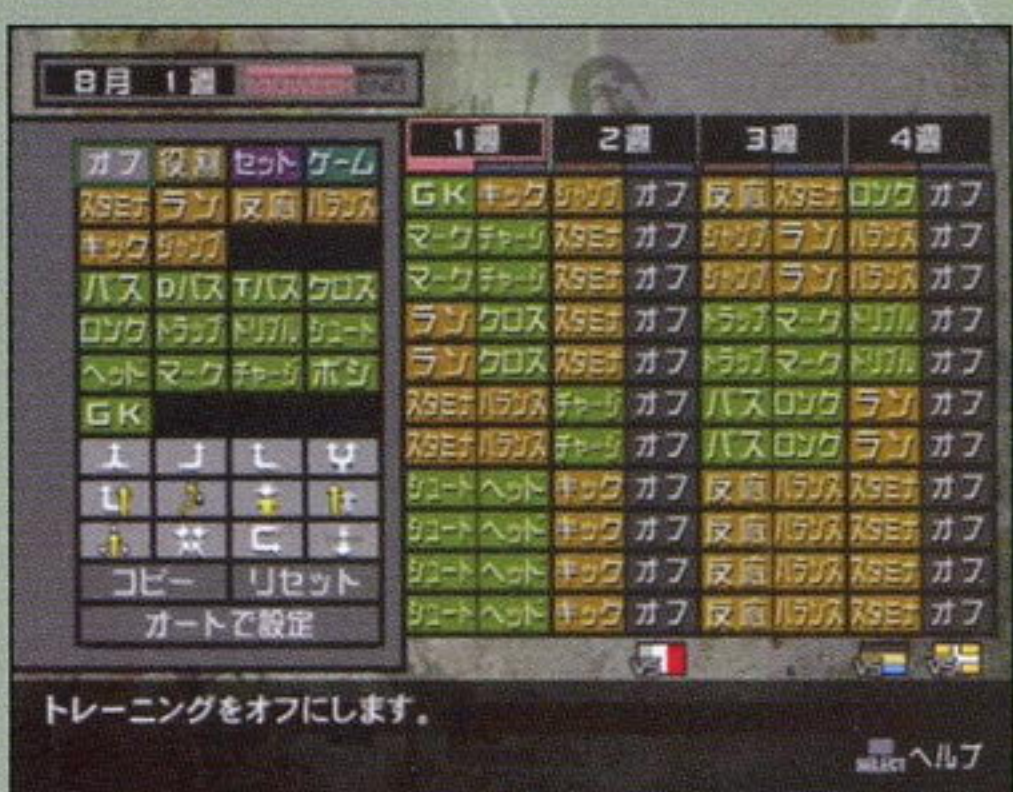 8月 1週 MIDWEEK END
1週 2週 3週 4週
オフ 役割 セット ゲーム
スタミナ ラン 反応 バランス
キック ジャンプ
パス Dパス Tパス クロス
ロング トラップ ドリブル シュート
ヘッド マーク チャージ ボジ
GK
コピー リセット
オートで設定
GK キック ジャンプ オフ 反応 スタミナ ロング オフ
マーク チャージ スタミナ オフ ジャンプ ラン バランス オフ
マーク チャージ スタミナ オフ ジャンプ ラン バランス オフ
ラン クロス スタミナ オフ トラップ マーク ドリブル オフ
ラン クロス スタミナ オフ トラップ マーク ドリブル オフ
スタミナ バランス チャージ オフ パス ロング ラン オフ
スタミナ バランス チャージ オフ パス ロング ラン オフ
シュート ヘッド キック オフ 反応 バランス スタミナ オフ
シュート ヘッド キック オフ 反応 バランス スタミナ オフ
シュート ヘッド キック オフ 反応 バランス スタミナ オフ
シュート ヘッド キック オフ 反応 バランス スタミナ オフ
VS VS VS
トレーニングをオフにします。
SELECT ヘルプ